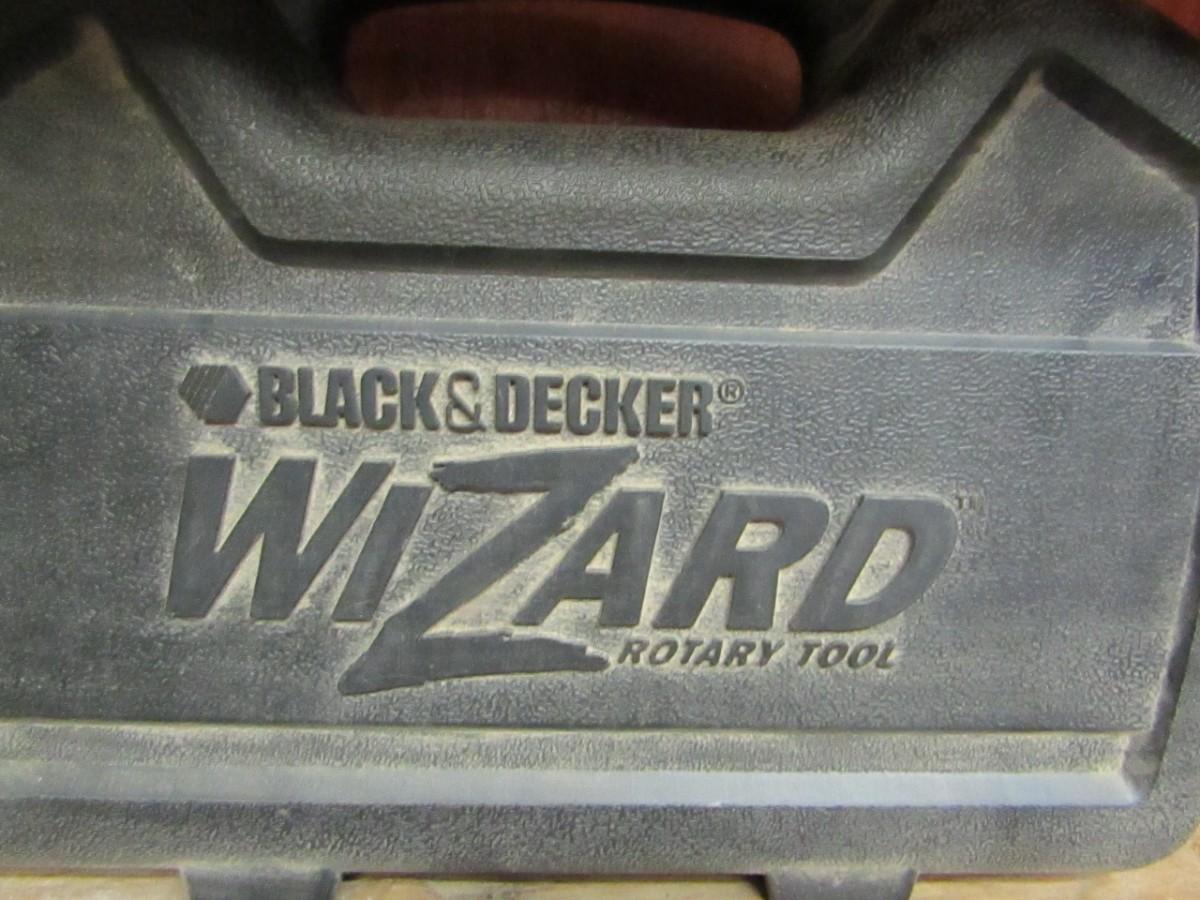 BLACK & DECKER®
WIZARD™
ROTARY TOOL